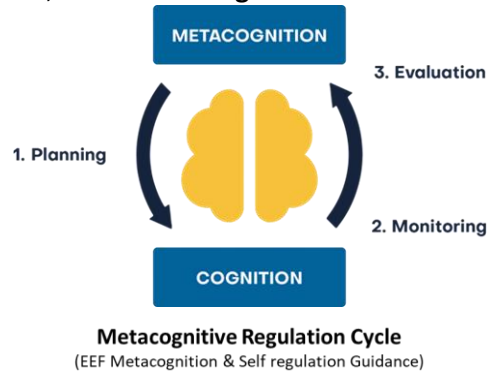 METACOGNITION
3. Evaluation
1. Planning
2. Monitoring
COGNITION
Metacognitive Regulation Cycle
(EEF Metacognition & Self regulation Guidance)